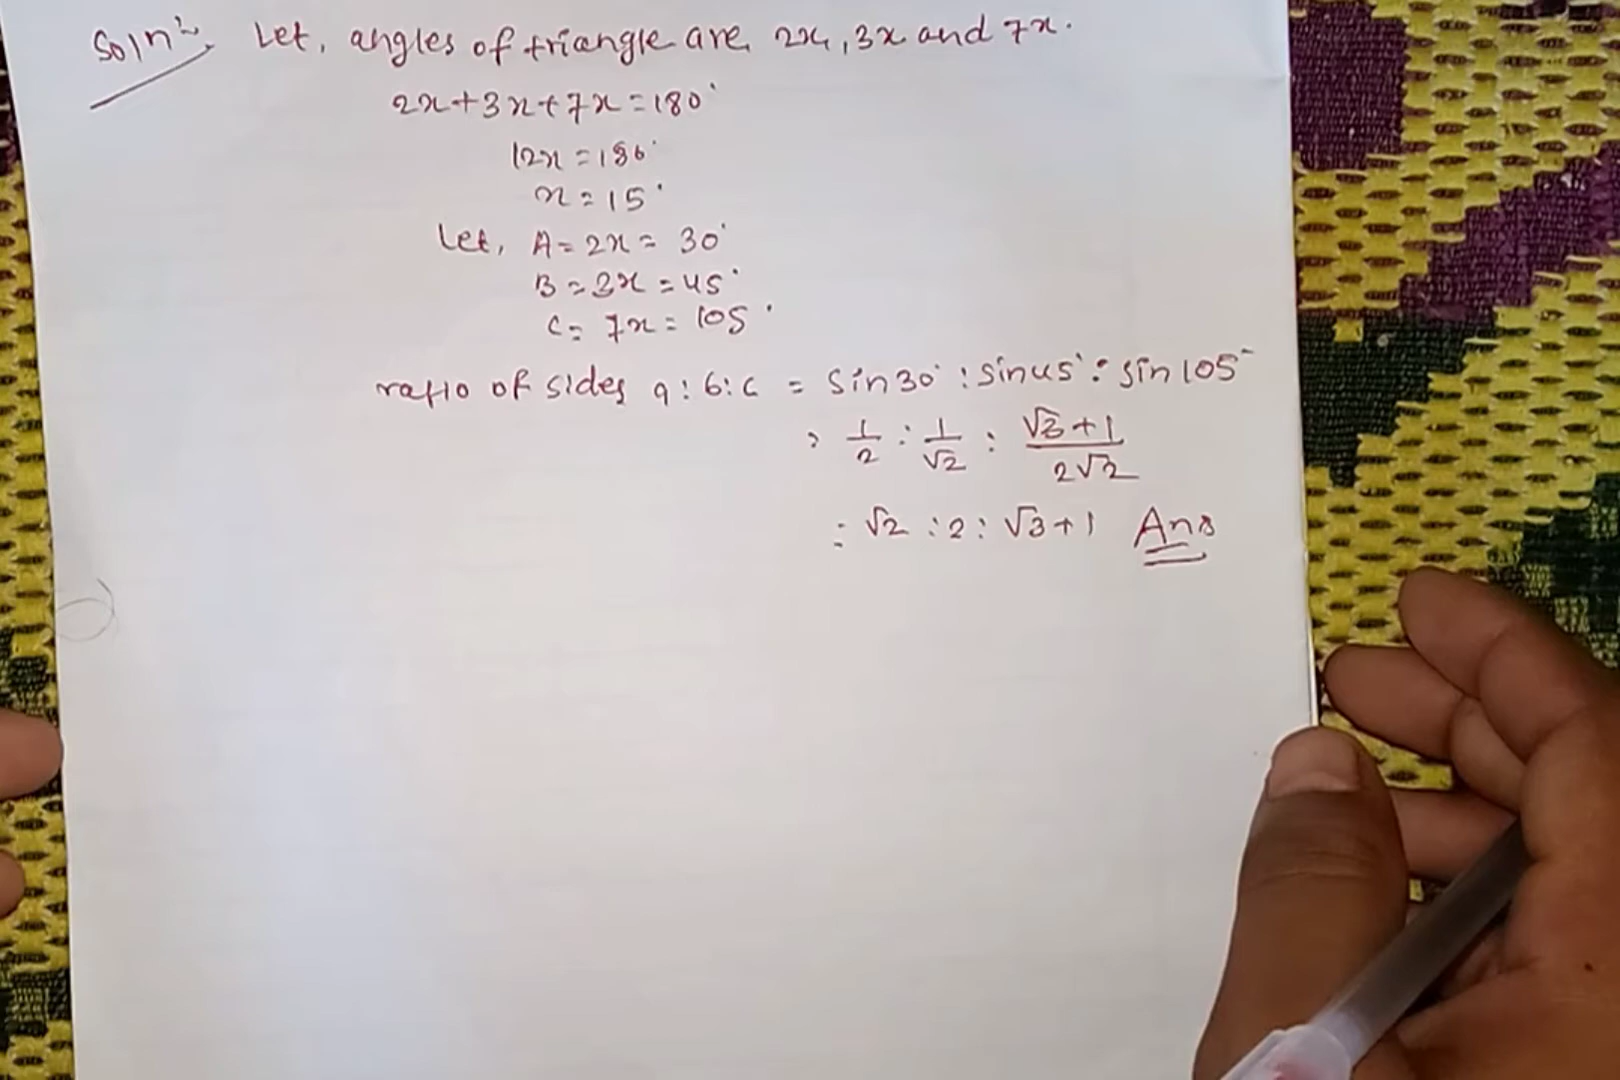 Soln:, Let, angles of triangle are 2x, 3x and 7x.
2x+3x+7x=180°
12x=180°
x=15°
Let, A=2x=30°
B=3x=45°
C=7x=105°
ratio of sides a:b:c = sin30°:sin45°:sin105°
= 1/2 : 1/√2 : (√3+1)/(2√2)
= √2 : 2 : √3+1 Ans